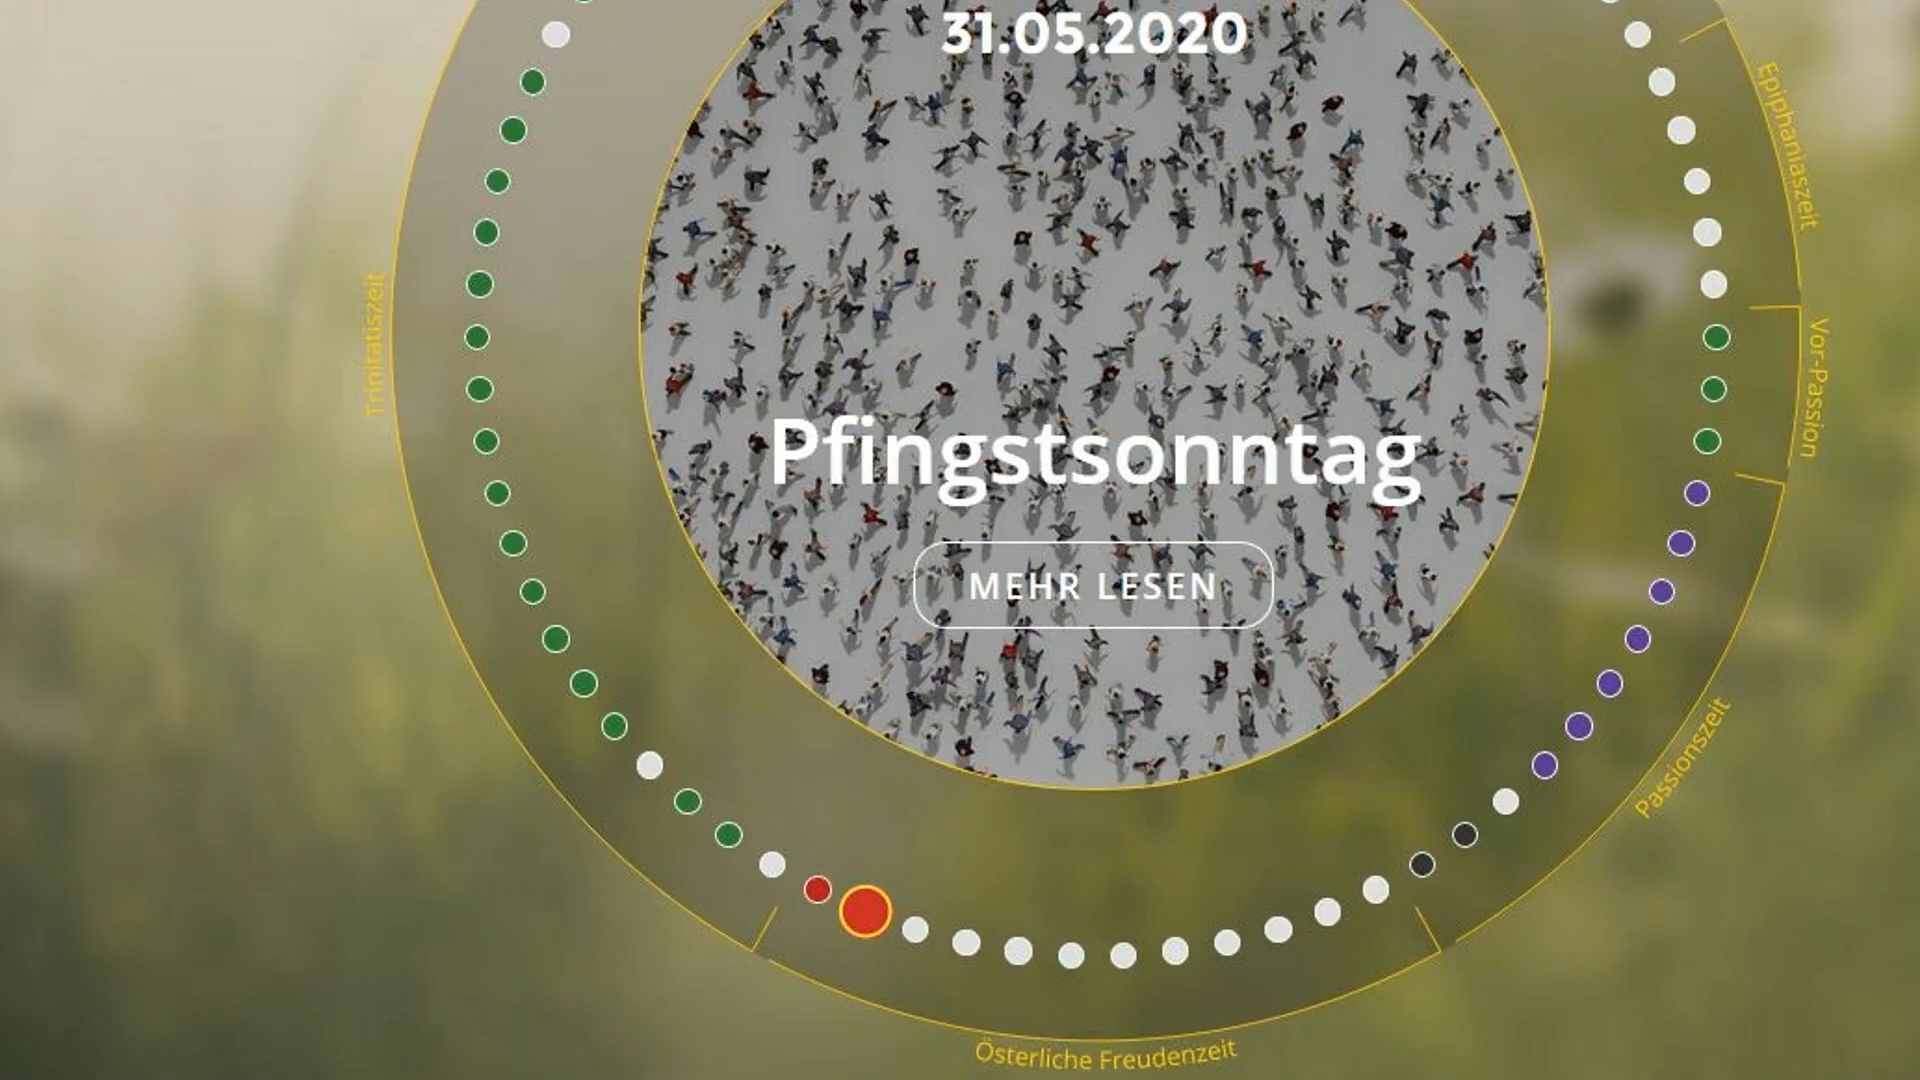 31.05.2020
Pfingstsonntag
MEHR LESEN
Epiphaniaszeit
Vor-Passion
Passionszeit
Österliche Freudenzeit
Trinitatiszeit